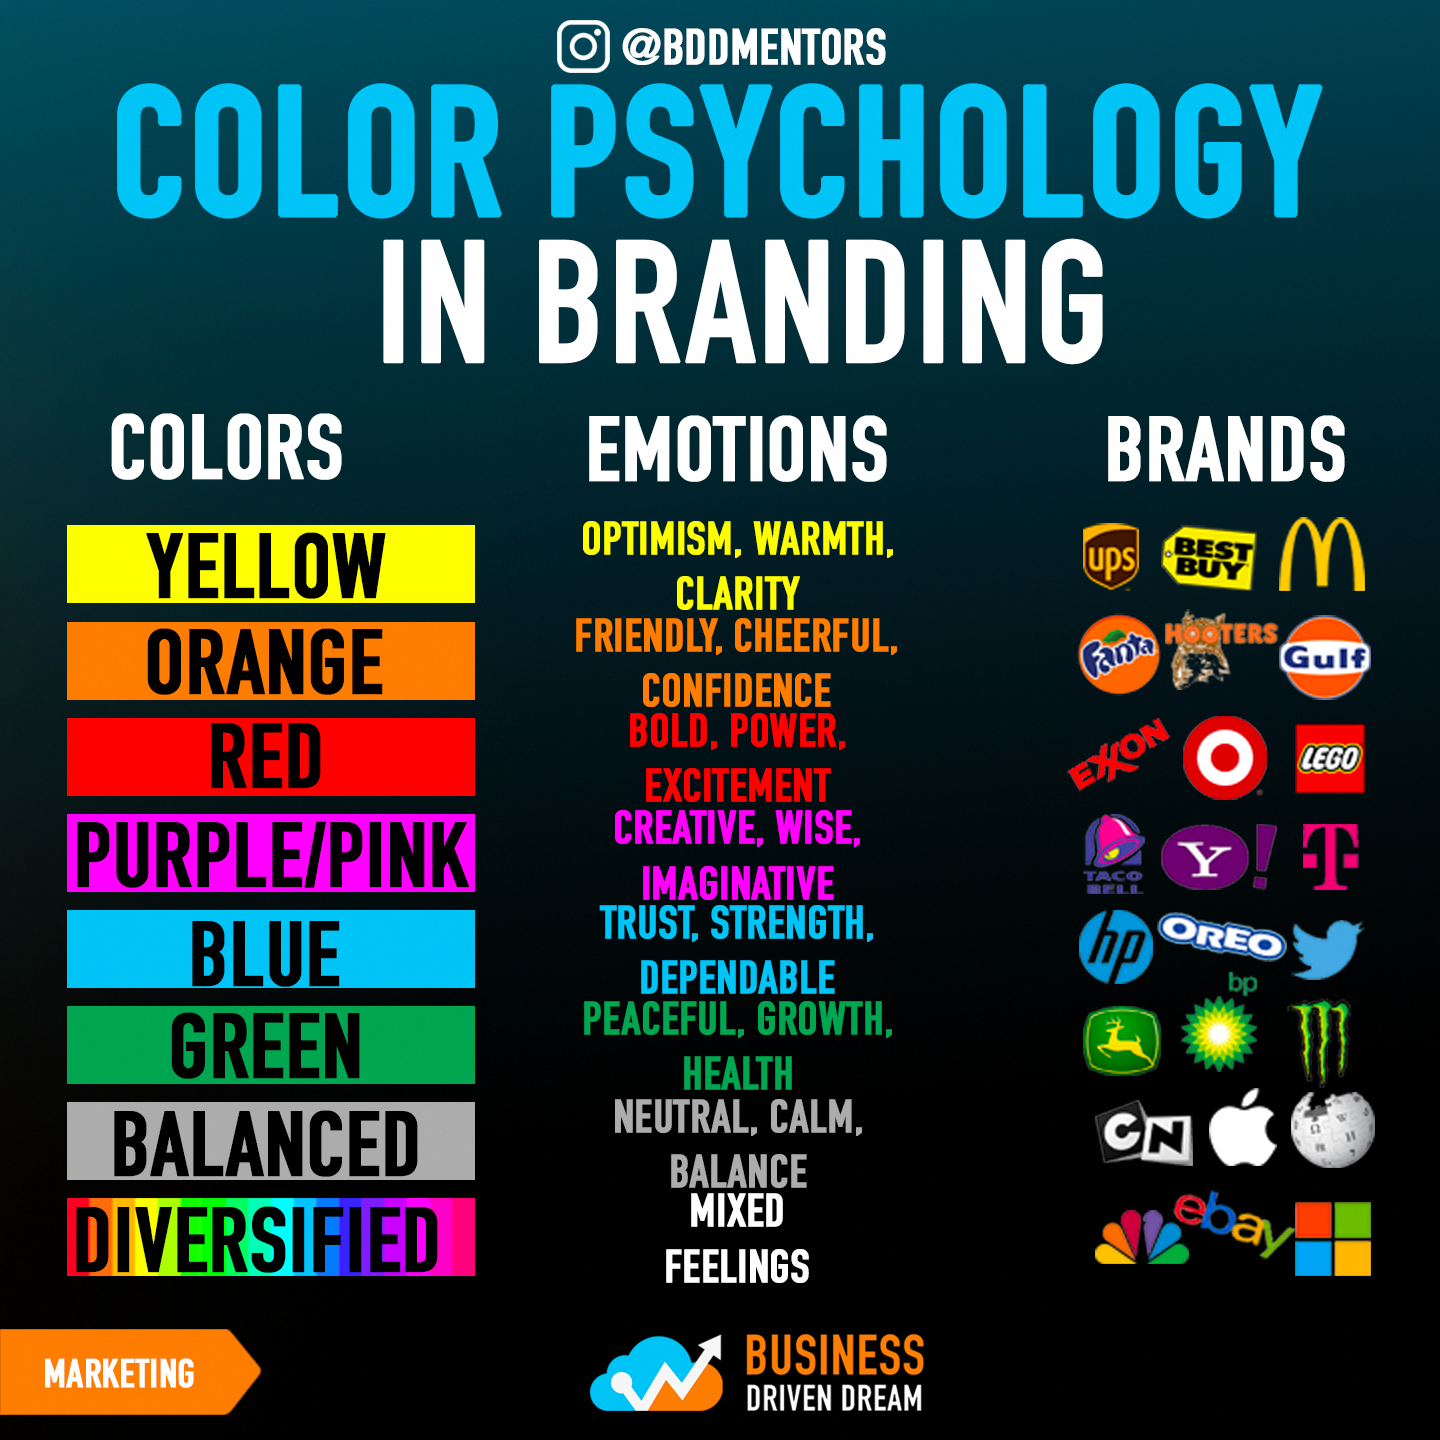 @BDDMENTORS
COLOR PSYCHOLOGY
IN BRANDING
COLORS
EMOTIONS
BRANDS
YELLOW
OPTIMISM, WARMTH,
CLARITY
ups
BEST
BUY
M
ORANGE
FRIENDLY, CHEERFUL,
CONFIDENCE
Fanta
HOOTERS
Gulf
RED
BOLD, POWER,
EXCITEMENT
EXXON
LEGO
PURPLE/PINK
CREATIVE, WISE,
IMAGINATIVE
TACO
BELL
Y!
T
BLUE
TRUST, STRENGTH,
DEPENDABLE
hp
OREO
GREEN
PEACEFUL, GROWTH,
HEALTH
bp
BALANCED
NEUTRAL, CALM,
BALANCE
CN
Ω W
И
DIVERSIFIED
MIXED
FEELINGS
ebay
MARKETING
BUSINESS
DRIVEN DREAM